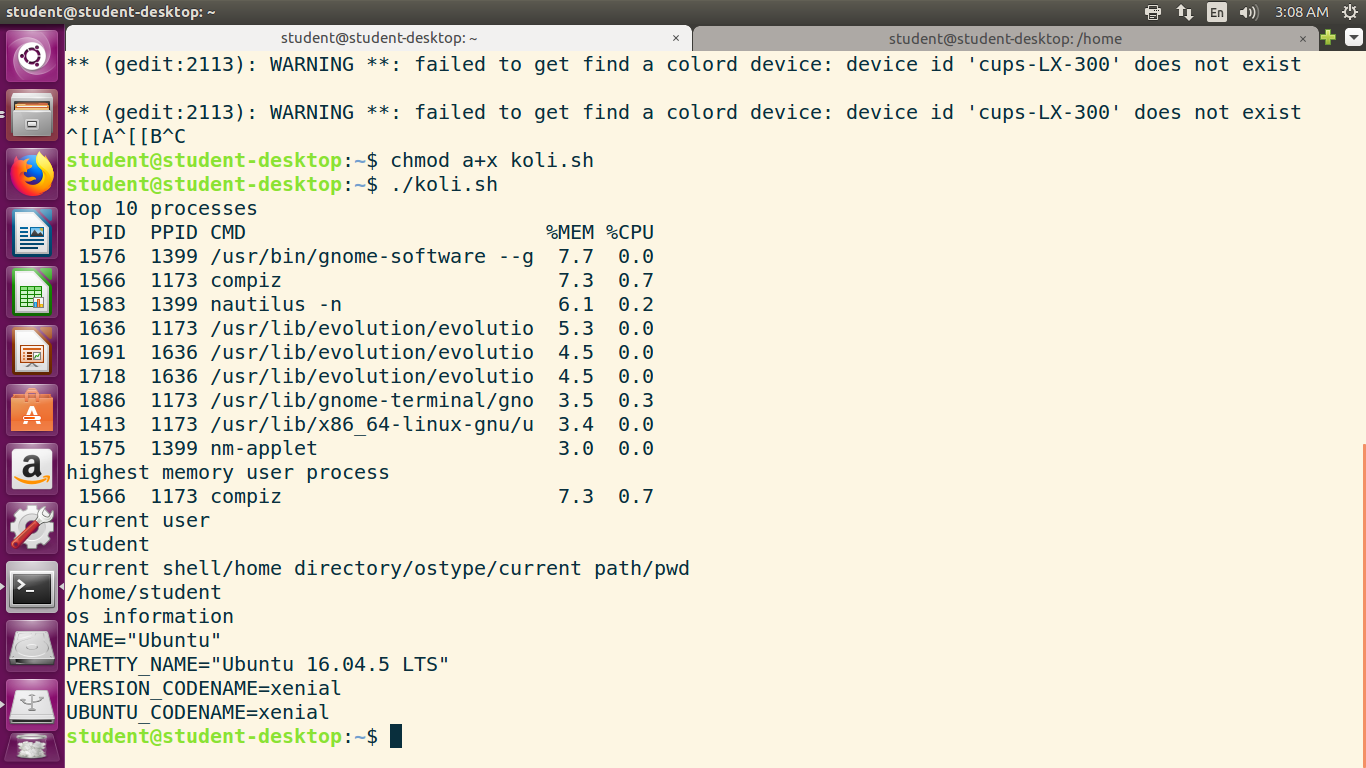 student@student-desktop: ~
En
3:08 AM
student@student-desktop: ~ ×
student@student-desktop: /home ×
** (gedit:2113): WARNING **: failed to get find a colord device: device id 'cups-LX-300' does not exist
** (gedit:2113): WARNING **: failed to get find a colord device: device id 'cups-LX-300' does not exist
^[[A^[[B^C
student@student-desktop:~$ chmod a+x koli.sh
student@student-desktop:~$ ./koli.sh
top 10 processes
  PID  PPID CMD                         %MEM %CPU
 1576  1399 /usr/bin/gnome-software --g  7.7  0.0
 1566  1173 compiz                       7.3  0.7
 1583  1399 nautilus -n                  6.1  0.2
 1636  1173 /usr/lib/evolution/evolutio  5.3  0.0
 1691  1636 /usr/lib/evolution/evolutio  4.5  0.0
 1718  1636 /usr/lib/evolution/evolutio  4.5  0.0
 1886  1173 /usr/lib/gnome-terminal/gno  3.5  0.3
 1413  1173 /usr/lib/x86_64-linux-gnu/u  3.4  0.0
 1575  1399 nm-applet                    3.0  0.0
highest memory user process
 1566  1173 compiz                       7.3  0.7
current user
student
current shell/home directory/ostype/current path/pwd
/home/student
os information
NAME="Ubuntu"
PRETTY_NAME="Ubuntu 16.04.5 LTS"
VERSION_CODENAME=xenial
UBUNTU_CODENAME=xenial
student@student-desktop:~$